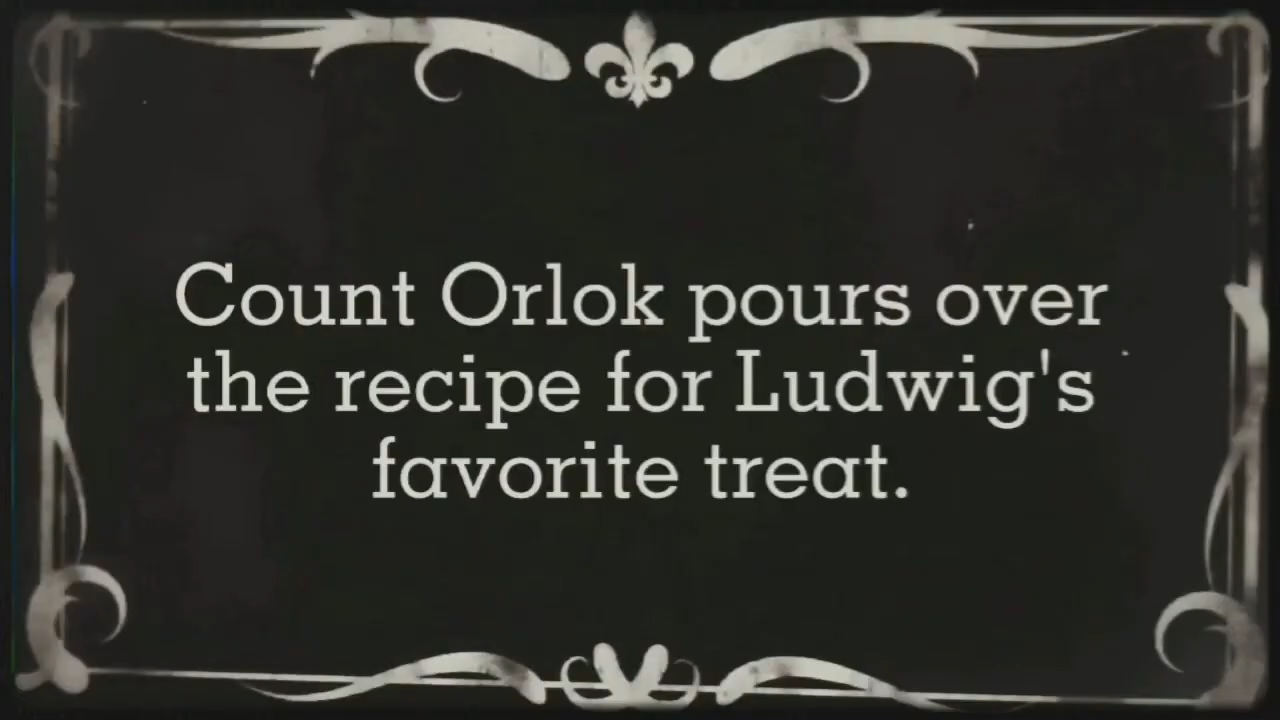 Count Orlok pours over
the recipe for Ludwig's
favorite treat.